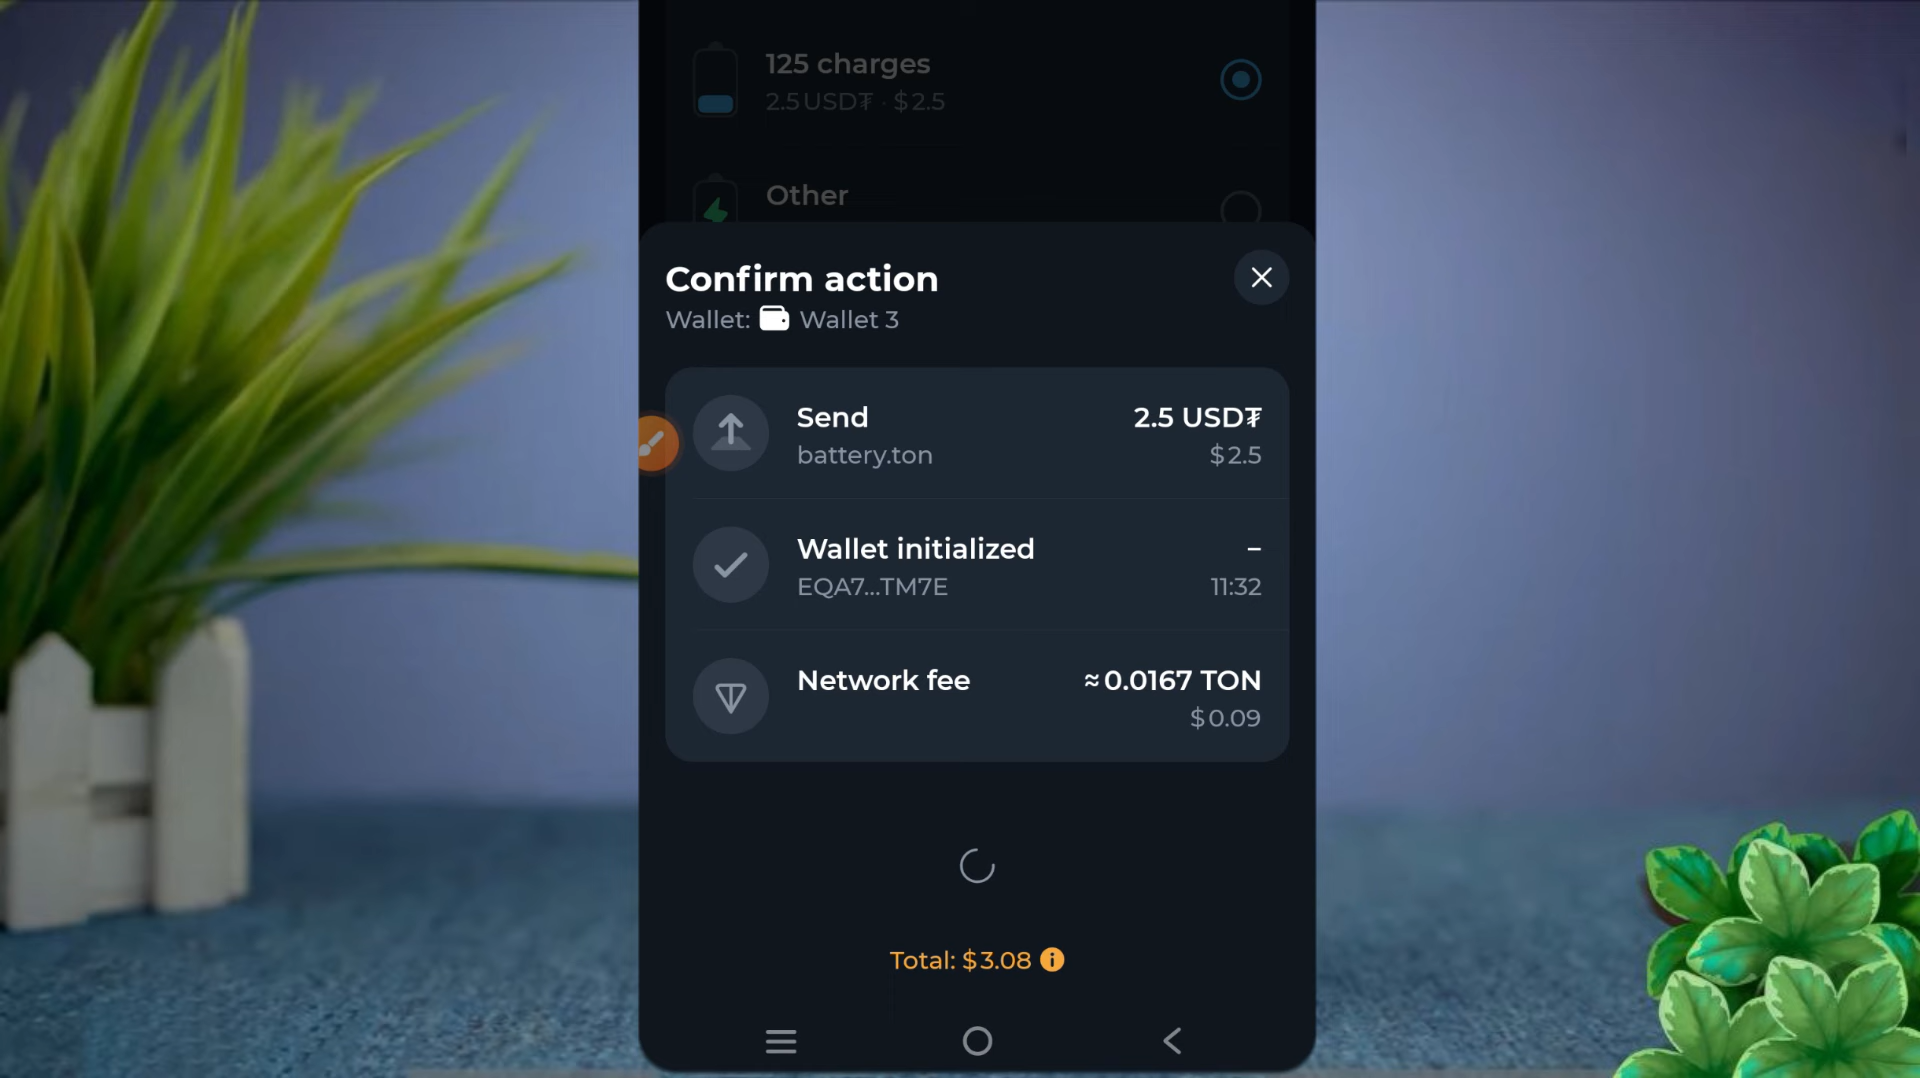 125 charges
2.5 USD₮ · $2.5
Other
Confirm action
Wallet: Wallet 3
Send 2.5 USD₮
battery.ton $2.5
Wallet initialized –
EQA7...TM7E 11:32
Network fee ≈ 0.0167 TON
$0.09
Total: $3.08